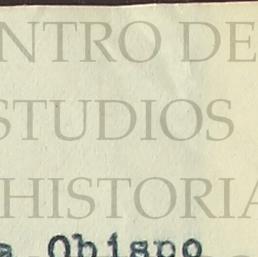 NTRO DE
STUDIOS
HISTORIA
a Obispo